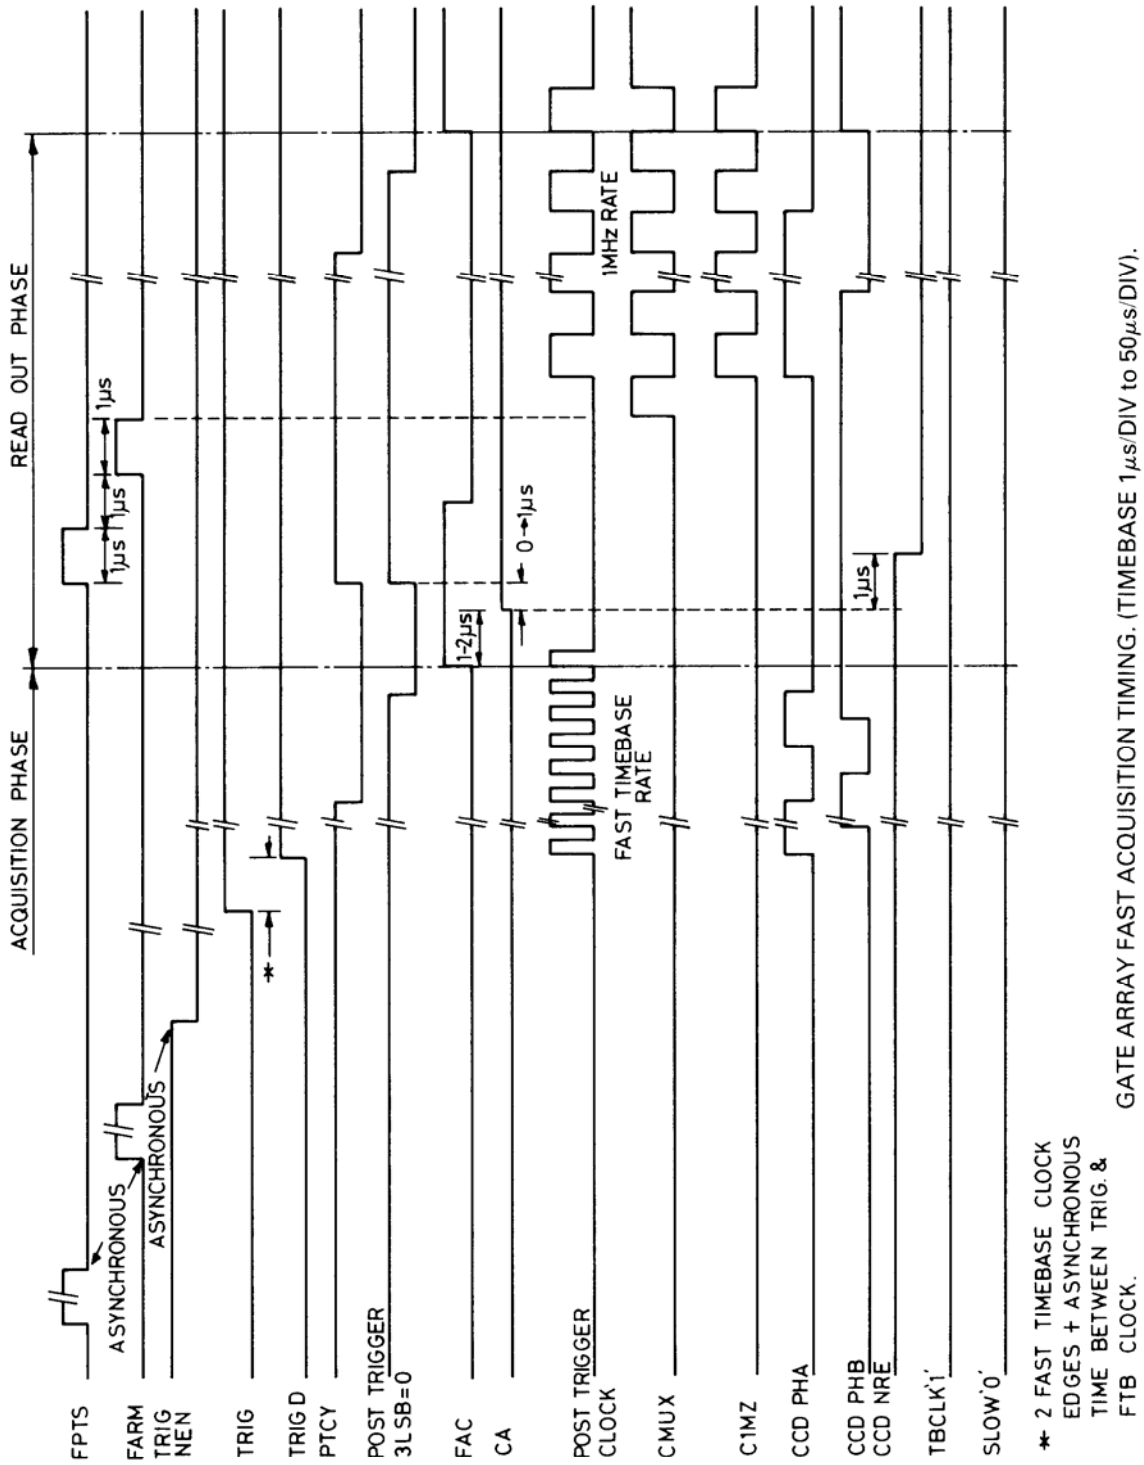 ACQUISITION PHASE
READ OUT PHASE
FPTS
ASYNCHRONOUS
1µs
1µs
1µs
FARM
TRIG
NEN
ASYNCHRONOUS
TRIG
*
TRIG D
PTCY
POST TRIGGER
3LSB=0
FAC
1-2µs
CA
0→1µs
POST TRIGGER
CLOCK
FAST TIMEBASE
RATE
1MHz RATE
CMUX
C1MZ
CCD PHA
CCD PHB
CCD NRE
1µs
TBCLK'1'
SLOW'0'
* 2 FAST TIMEBASE CLOCK
EDGES + ASYNCHRONOUS
TIME BETWEEN TRIG. &
FTB CLOCK.
GATE ARRAY FAST ACQUISITION TIMING. (TIMEBASE 1µs/DIV to 50µs/DIV).